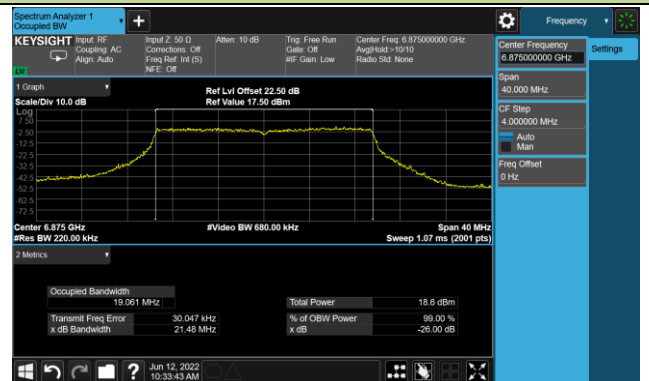 Spectrum Analyzer 1
Occupied BW
Frequency
KEYSIGHT
Input: RF
Coupling: AC
Align: Auto
Input Z: 50 Ω
Corrections: Off
Freq Ref: Int (S)
NFE: Off
Atten: 10 dB
Trig: Free Run
Gate: Off
#IF Gain: Low
Center Freq: 6.875000000 GHz
Avg|Hold:>10/10
Radio Std: None
LXI
Center Frequency
6.875000000 GHz
Settings
Span
40.000 MHz
CF Step
4.000000 MHz
Auto
Man
Freq Offset
0 Hz
1 Graph
Scale/Div 10.0 dB
Ref Lvl Offset 22.50 dB
Ref Value 17.50 dBm
Log
7.50
-2.50
-12.5
-22.5
-32.5
-42.5
-52.5
-62.5
-72.5
Center 6.875 GHz
#Video BW 680.00 kHz
Span 40 MHz
#Res BW 220.00 kHz
Sweep 1.07 ms (2001 pts)
2 Metrics
Occupied Bandwidth
19.061 MHz
Total Power
18.6 dBm
Transmit Freq Error
30.047 kHz
% of OBW Power
99.00 %
x dB Bandwidth
21.48 MHz
x dB
-26.00 dB
?
Jun 12, 2022
10:33:43 AM